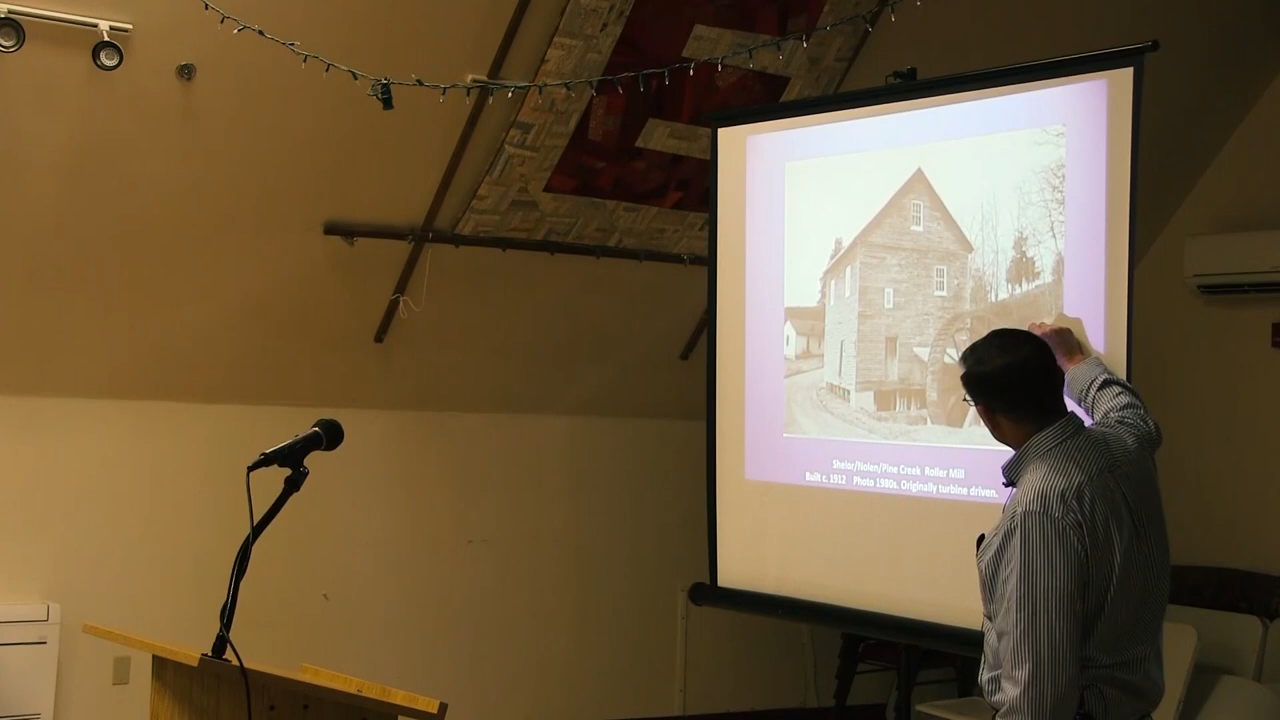 Shelor/Nolen/Pine Creek Roller Mill
Built c. 1912 Photo 1980s. Originally turbine driven.